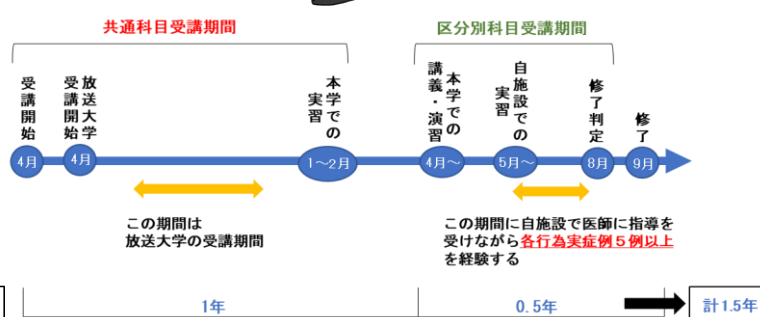 共通科目受講期間
区分別科目受講期間
受講開始
放送大学
受講開始
本学での
実習
本学での
講義・演習
自施設での
実習
修了判定
修了
4月
4月
1～2月
4月～
5月～
8月
9月
この期間は
放送大学の受講期間
この期間に自施設で医師に指導を
受けながら各行為実症例５例以上
を経験する
1年
0.5年
計1.5年